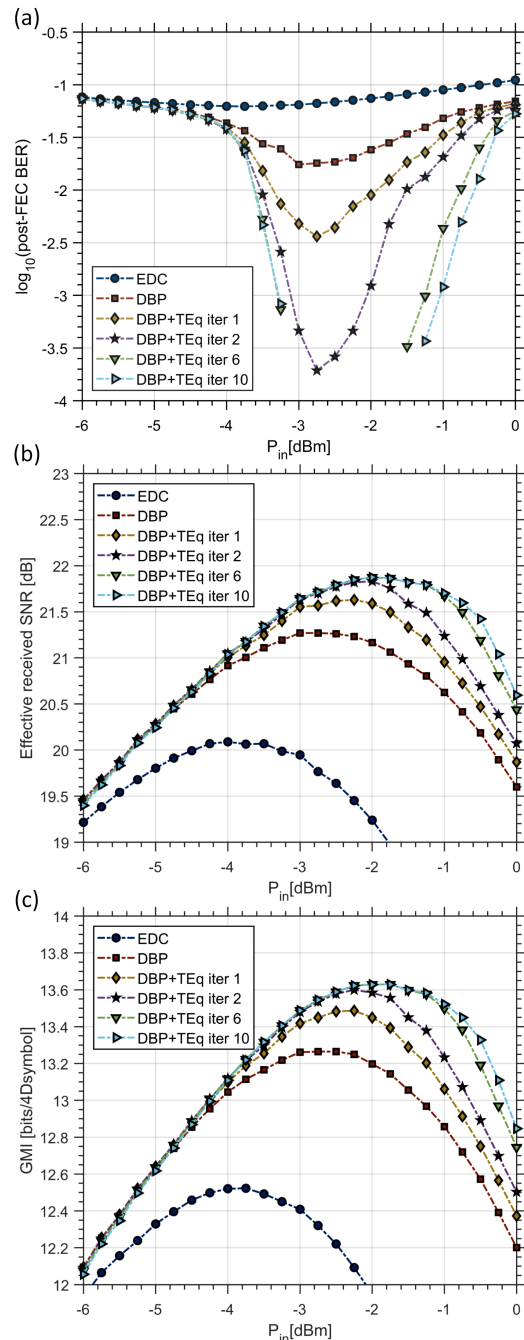 (a)
-0.5
-1
-1.5
-2
-2.5
-3
-3.5
-4
log10(post-FEC BER)
EDC
DBP
DBP+TEq iter 1
DBP+TEq iter 2
DBP+TEq iter 6
DBP+TEq iter 10
-6 -5 -4 -3 -2 -1 0
Pin[dBm]
(b)
23
22.5
22
21.5
21
20.5
20
19.5
19
Effective received SNR [dB]
EDC
DBP
DBP+TEq iter 1
DBP+TEq iter 2
DBP+TEq iter 6
DBP+TEq iter 10
-6 -5 -4 -3 -2 -1 0
Pin[dBm]
(c)
14
13.8
13.6
13.4
13.2
13
12.8
12.6
12.4
12.2
12
GMI [bits/4Dsymbol]
EDC
DBP
DBP+TEq iter 1
DBP+TEq iter 2
DBP+TEq iter 6
DBP+TEq iter 10
-6 -5 -4 -3 -2 -1 0
Pin[dBm]